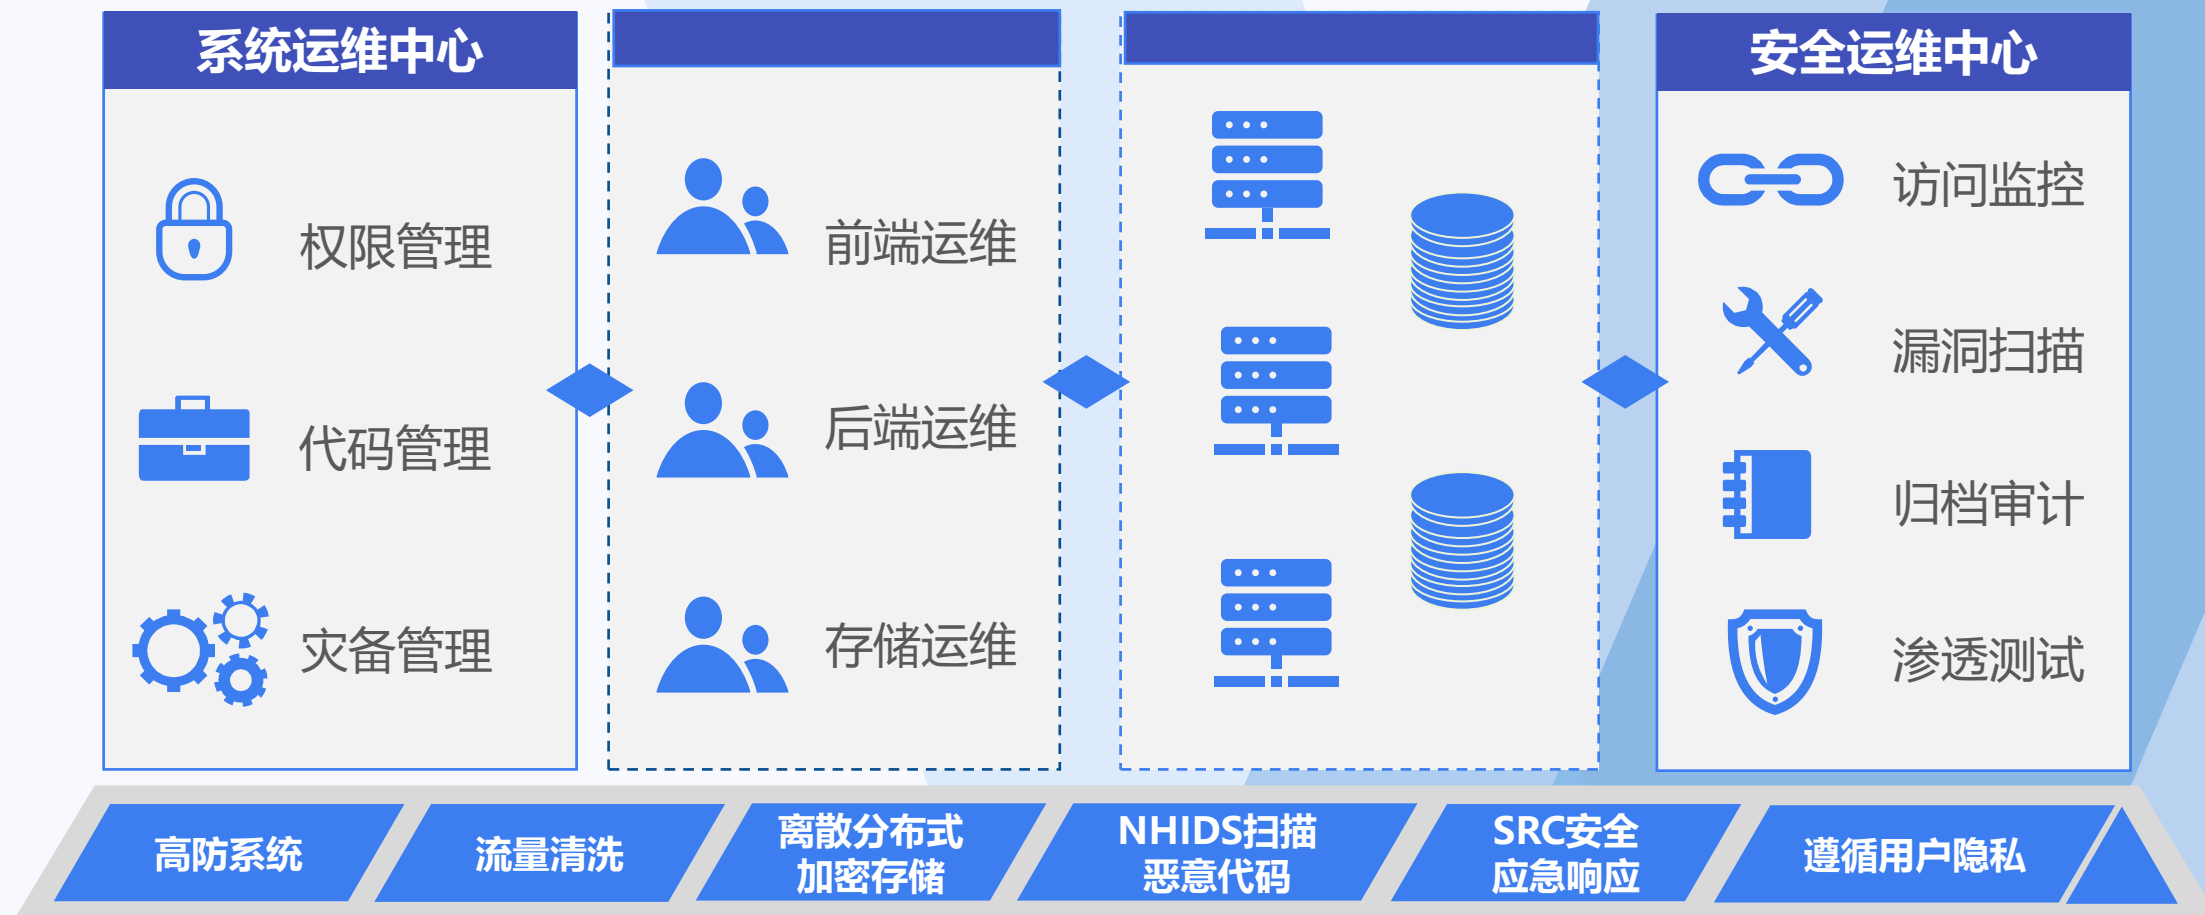 系统运维中心
权限管理
代码管理
灾备管理
前端运维
后端运维
存储运维
安全运维中心
访问监控
漏洞扫描
归档审计
渗透测试
高防系统
流量清洗
离散分布式
加密存储
NHIDS扫描
恶意代码
SRC安全
应急响应
遵循用户隐私